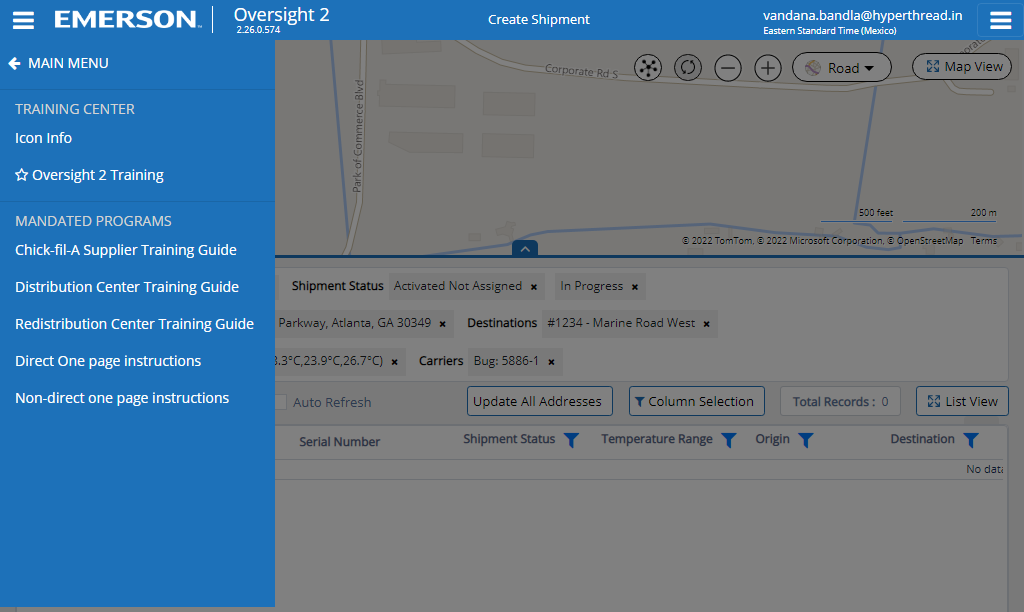 EMERSON Oversight 2
2.26.0.574
Create Shipment
vandana.bandla@hyperthread.in
Eastern Standard Time (Mexico)
MAIN MENU
TRAINING CENTER
Icon Info
Oversight 2 Training
MANDATED PROGRAMS
Chick-fil-A Supplier Training Guide
Distribution Center Training Guide
Redistribution Center Training Guide
Direct One page instructions
Non-direct one page instructions
Corporate Rd S
Park of Commerce Blvd
Road
Map View
500 feet 200 m
© 2022 TomTom, © 2022 Microsoft Corporation, © OpenStreetMap Terms
Shipment Status Activated Not Assigned × In Progress ×
Parkway, Atlanta, GA 30349 × Destinations #1234 - Marine Road West ×
3.3°C,23.9°C,26.7°C) × Carriers Bug: 5886-1 ×
Auto Refresh Update All Addresses Column Selection Total Records : 0 List View
Serial Number Shipment Status Temperature Range Origin Destination
No data